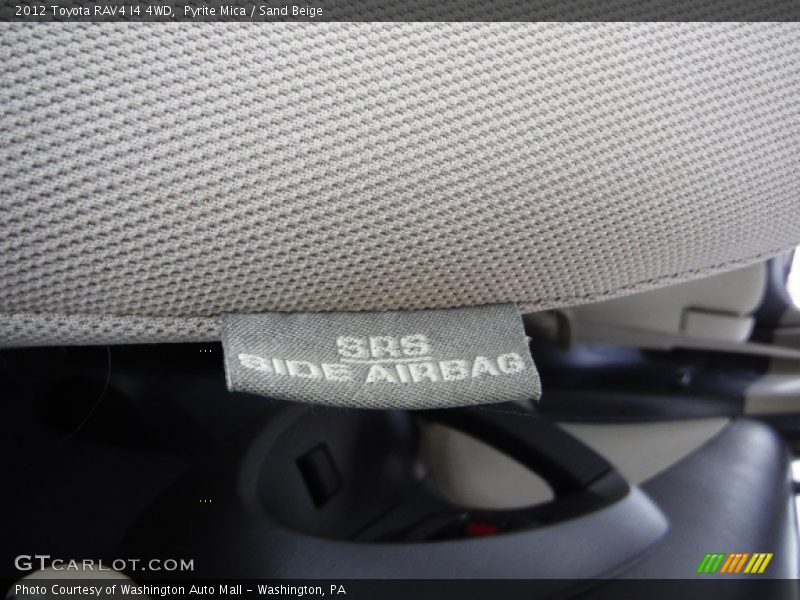 2012 Toyota RAV4 I4 4WD,  Pyrite Mica / Sand Beige
SRS
SIDE AIRBAG
GTCARLOT.COM
Photo Courtesy of Washington Auto Mall - Washington, PA